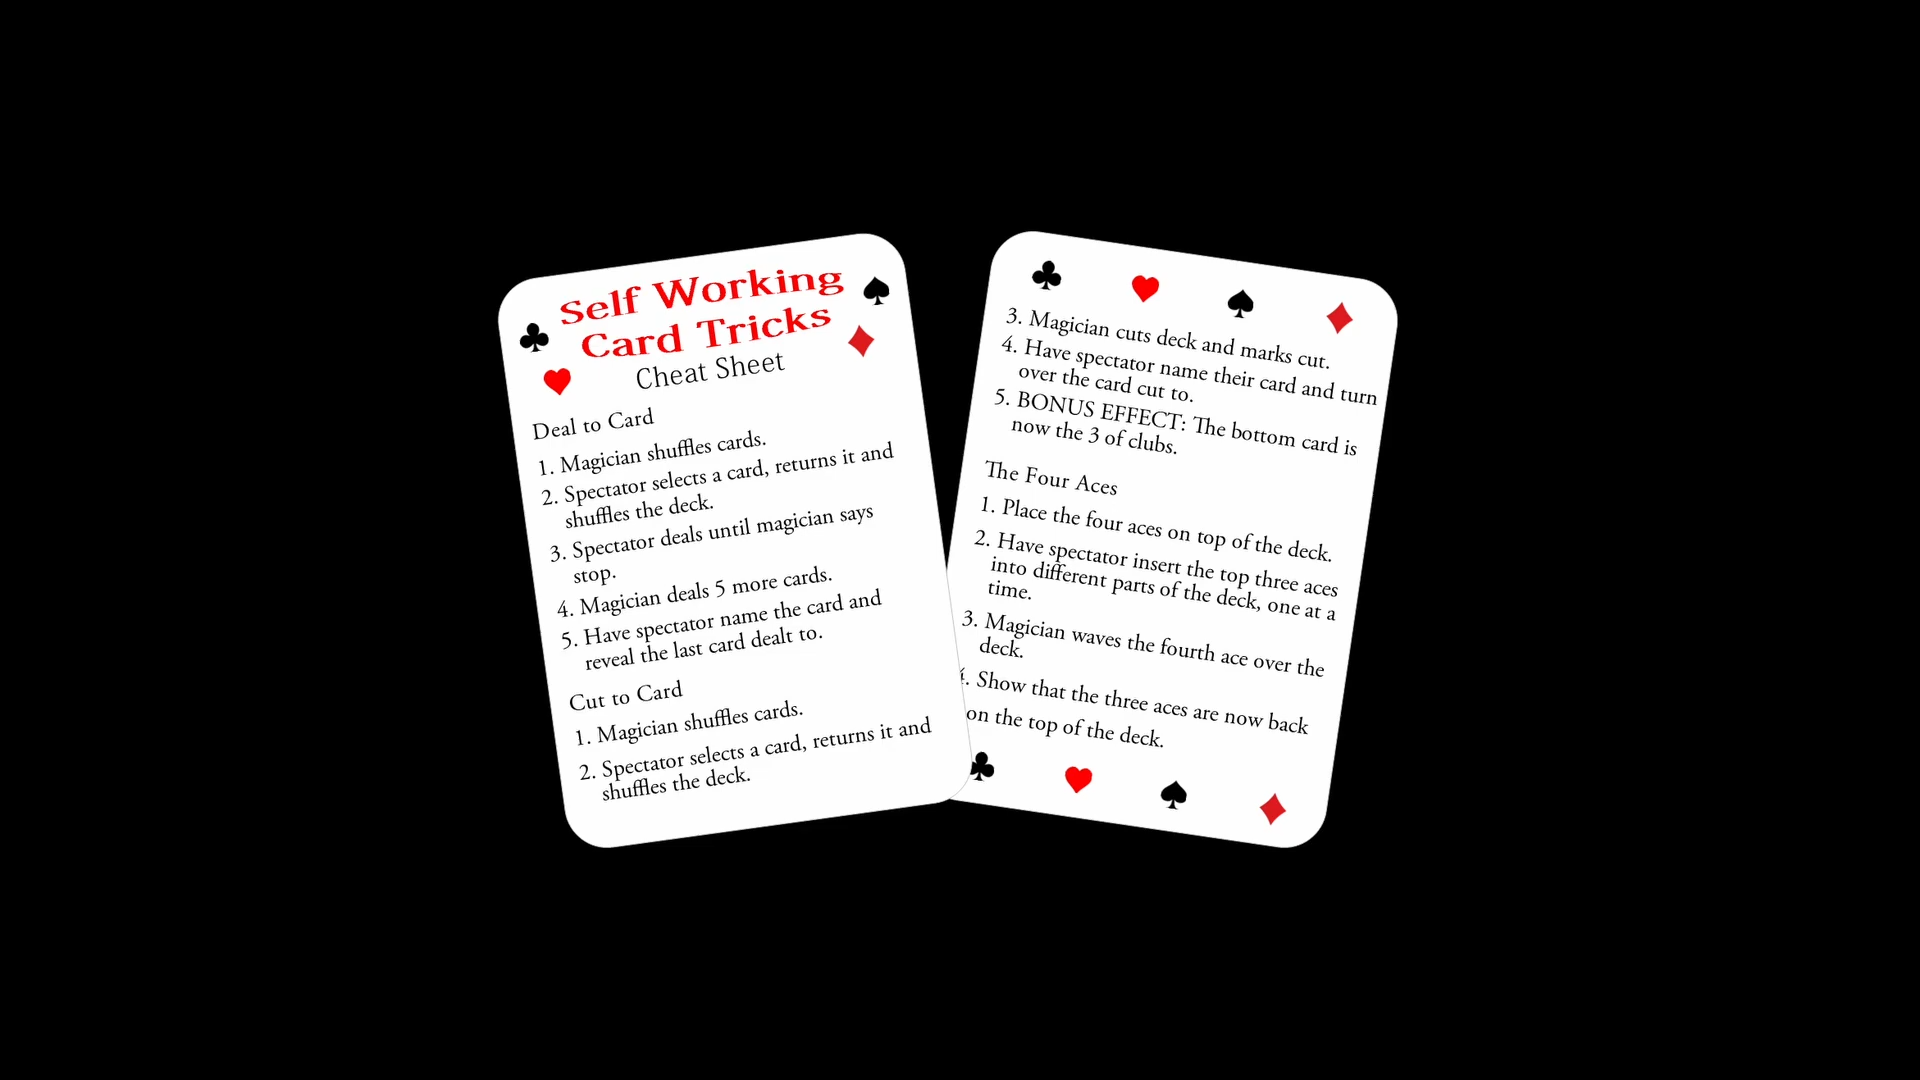 Self Working
Card Tricks
Cheat Sheet
Deal to Card
1. Magician shuffles cards.
2. Spectator selects a card, returns it and
shuffles the deck.
3. Spectator deals until magician says
stop.
4. Magician deals 5 more cards.
5. Have spectator name the card and
reveal the last card dealt to.
Cut to Card
1. Magician shuffles cards.
2. Spectator selects a card, returns it and
shuffles the deck.
3. Magician cuts deck and marks cut.
4. Have spectator name their card and turn
over the card cut to.
5. BONUS EFFECT: The bottom card is
now the 3 of clubs.
The Four Aces
1. Place the four aces on top of the deck.
2. Have spectator insert the top three aces
into different parts of the deck, one at a
time.
3. Magician waves the fourth ace over the
deck.
4. Show that the three aces are now back
on the top of the deck.